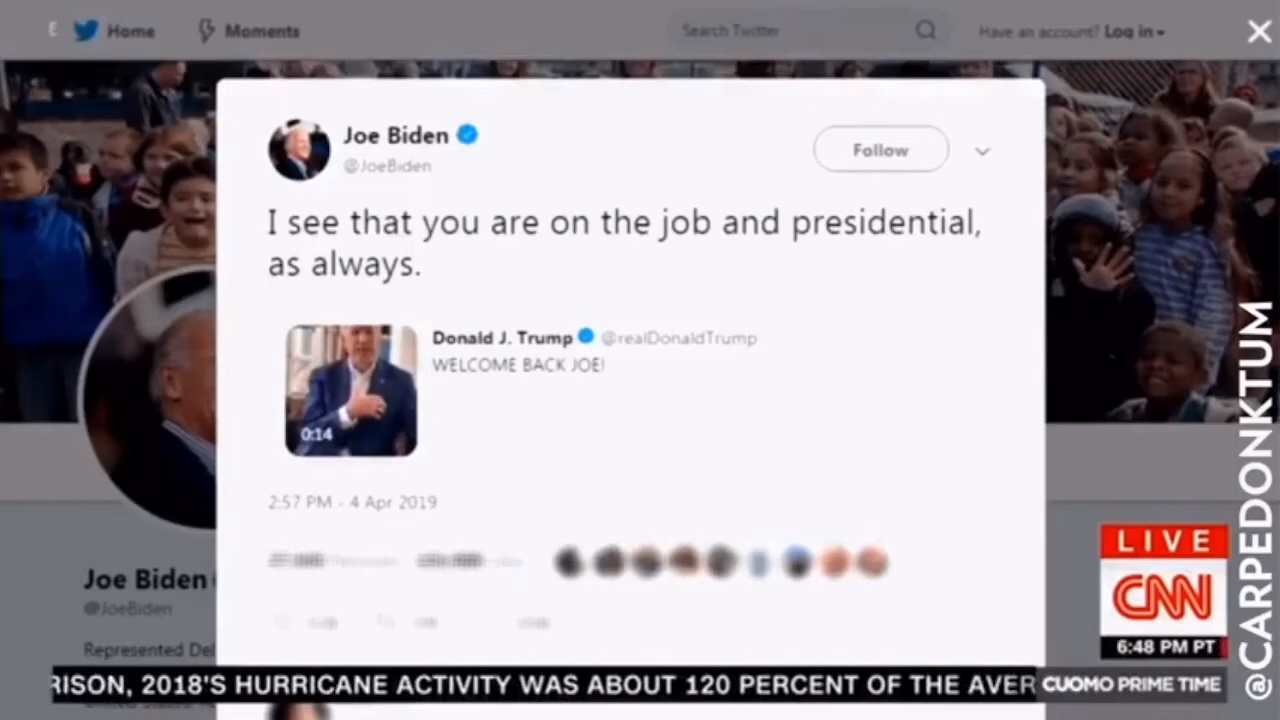 Home
Moments
Search Twitter
Have an account? Log in
Joe Biden
@JoeBiden
Follow
I see that you are on the job and presidential,
as always.
Donald J. Trump @realDonaldTrump
WELCOME BACK JOE!
0:14
2:57 PM - 4 Apr 2019
Joe Biden
@JoeBiden
Represented Del
LIVE
CNN
6:48 PM PT
RISON, 2018'S HURRICANE ACTIVITY WAS ABOUT 120 PERCENT OF THE AVER
CUOMO PRIME TIME
@CARPEDONKTUM